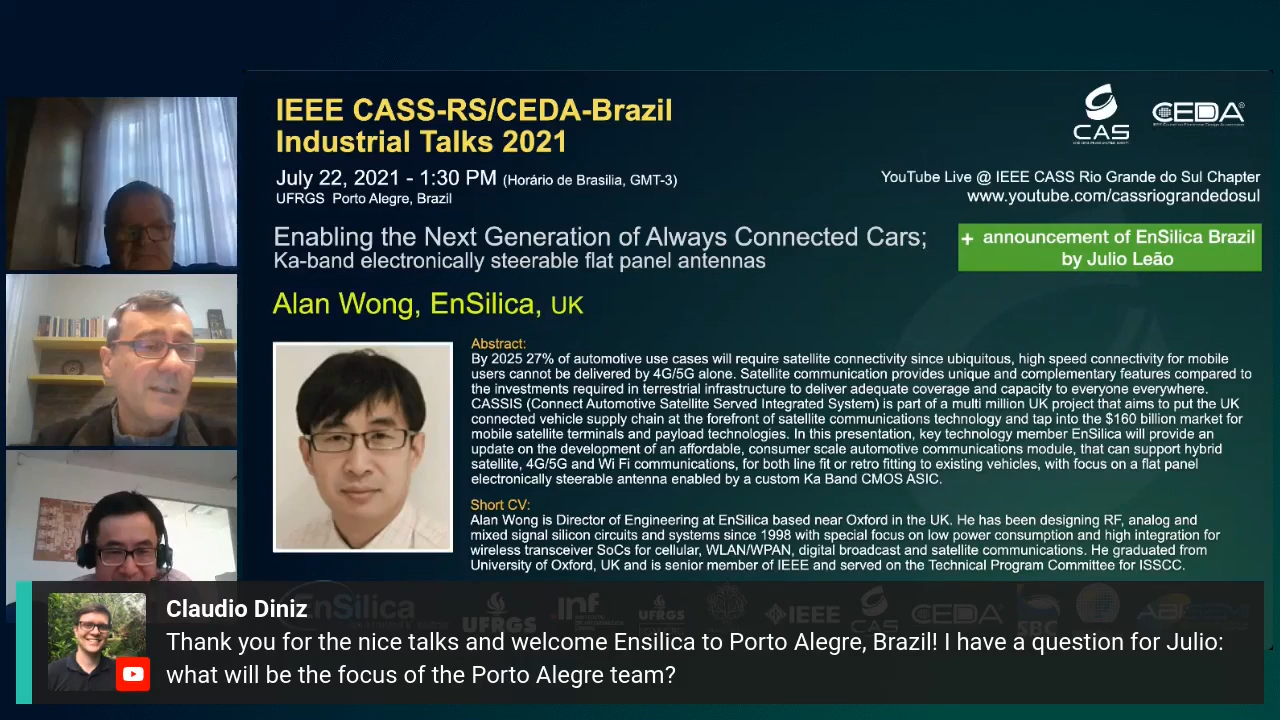 IEEE CASS-RS/CEDA-Brazil
Industrial Talks 2021
July 22, 2021 - 1:30 PM (Horário de Brasilia, GMT-3)
UFRGS Porto Alegre, Brazil
CAS
CEDA
YouTube Live @ IEEE CASS Rio Grande do Sul Chapter
www.youtube.com/cassriograndedosul
Enabling the Next Generation of Always Connected Cars;
Ka-band electronically steerable flat panel antennas
+ announcement of EnSilica Brazil
by Julio Leão
Alan Wong, EnSilica, UK
Abstract:
By 2025 27% of automotive use cases will require satellite connectivity since ubiquitous, high speed connectivity for mobile
users cannot be delivered by 4G/5G alone. Satellite communication provides unique and complementary features compared to
the investments required in terrestrial infrastructure to deliver adequate coverage and capacity to everyone everywhere.
CASSIS (Connect Automotive Satellite Served Integrated System) is part of a multi million UK project that aims to put the UK
connected vehicle supply chain at the forefront of satellite communications technology and tap into the $160 billion market for
mobile satellite terminals and payload technologies. In this presentation, key technology member EnSilica will provide an
update on the development of an affordable, consumer scale automotive communications module, that can support hybrid
satellite, 4G/5G and Wi Fi communications, for both line fit or retro fitting to existing vehicles, with focus on a flat panel
electronically steerable antenna enabled by a custom Ka Band CMOS ASIC.
Short CV:
Alan Wong is Director of Engineering at EnSilica based near Oxford in the UK. He has been designing RF, analog and
mixed signal silicon circuits and systems since 1998 with special focus on low power consumption and high integration for
wireless transceiver SoCs for cellular, WLAN/WPAN, digital broadcast and satellite communications. He graduated from
University of Oxford, UK and is senior member of IEEE and served on the Technical Program Committee for ISSCC.
EnSilica
UFRGS
inf
UFRGS
IEEE
CAS
CEDA
SBC
Claudio Diniz
Thank you for the nice talks and welcome Ensilica to Porto Alegre, Brazil! I have a question for Julio:
what will be the focus of the Porto Alegre team?